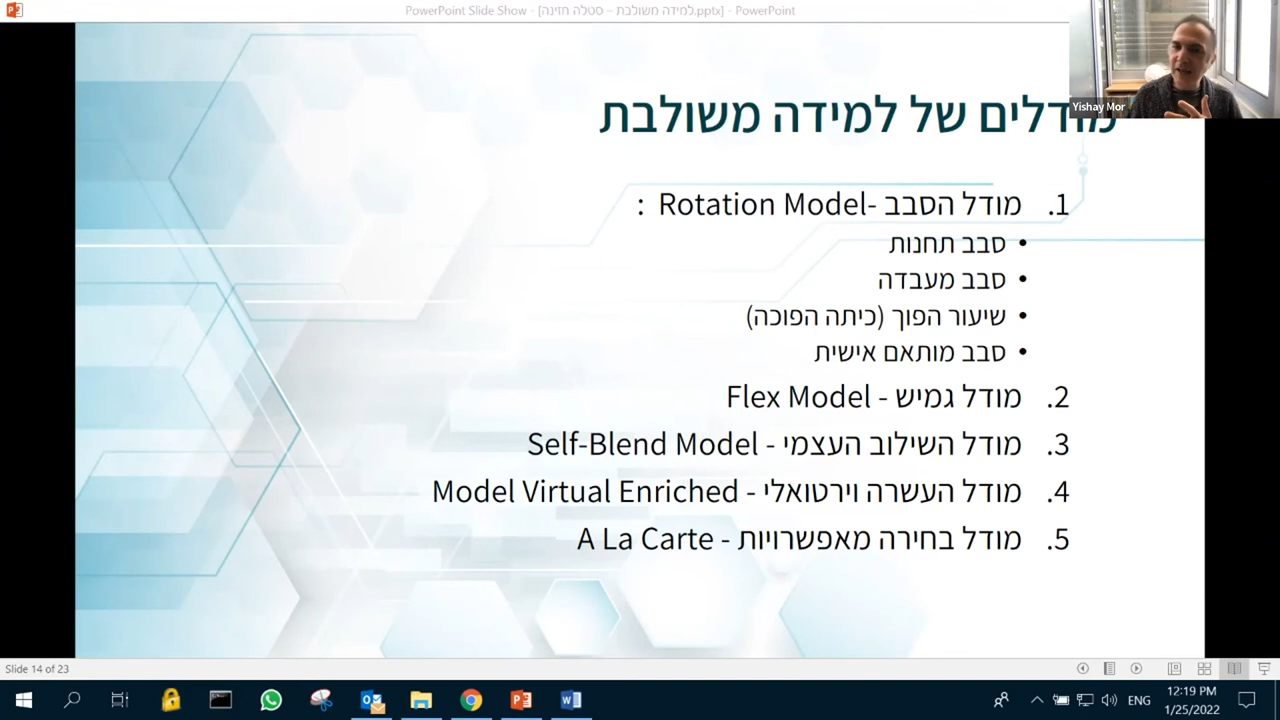 PowerPoint Slide Show - [למידה משולבת – סטלה חזינה.pptx] - PowerPoint
Yishay Mor
מודלים של למידה משולבת
1. מודל הסבב -Rotation Model :
• סבב תחנות
• סבב מעבדה
• שיעור הפוך (כיתה הפוכה)
• סבב מותאם אישית
2. מודל גמיש - Flex Model
3. מודל השילוב העצמי - Self-Blend Model
4. מודל העשרה וירטואלי - Model Virtual Enriched
5. מודל בחירה מאפשרויות - A La Carte
Slide 14 of 23
ENG
12:19 PM
1/25/2022